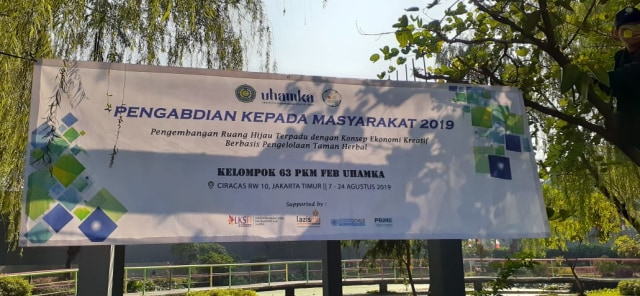 uhamka
PENGABDIAN KEPADA MASYARAKAT 2019
Pengembangan Ruang Hijau Terpadu dengan Konsep Ekonomi Kreatif
Berbasis Pengelolaan Taman Herbal
KELOMPOK 63 PKM FEB UHAMKA
CIRACAS RW 10, JAKARTA TIMUR || 7 - 24 AGUSTUS 2019
Supported by :
lazis